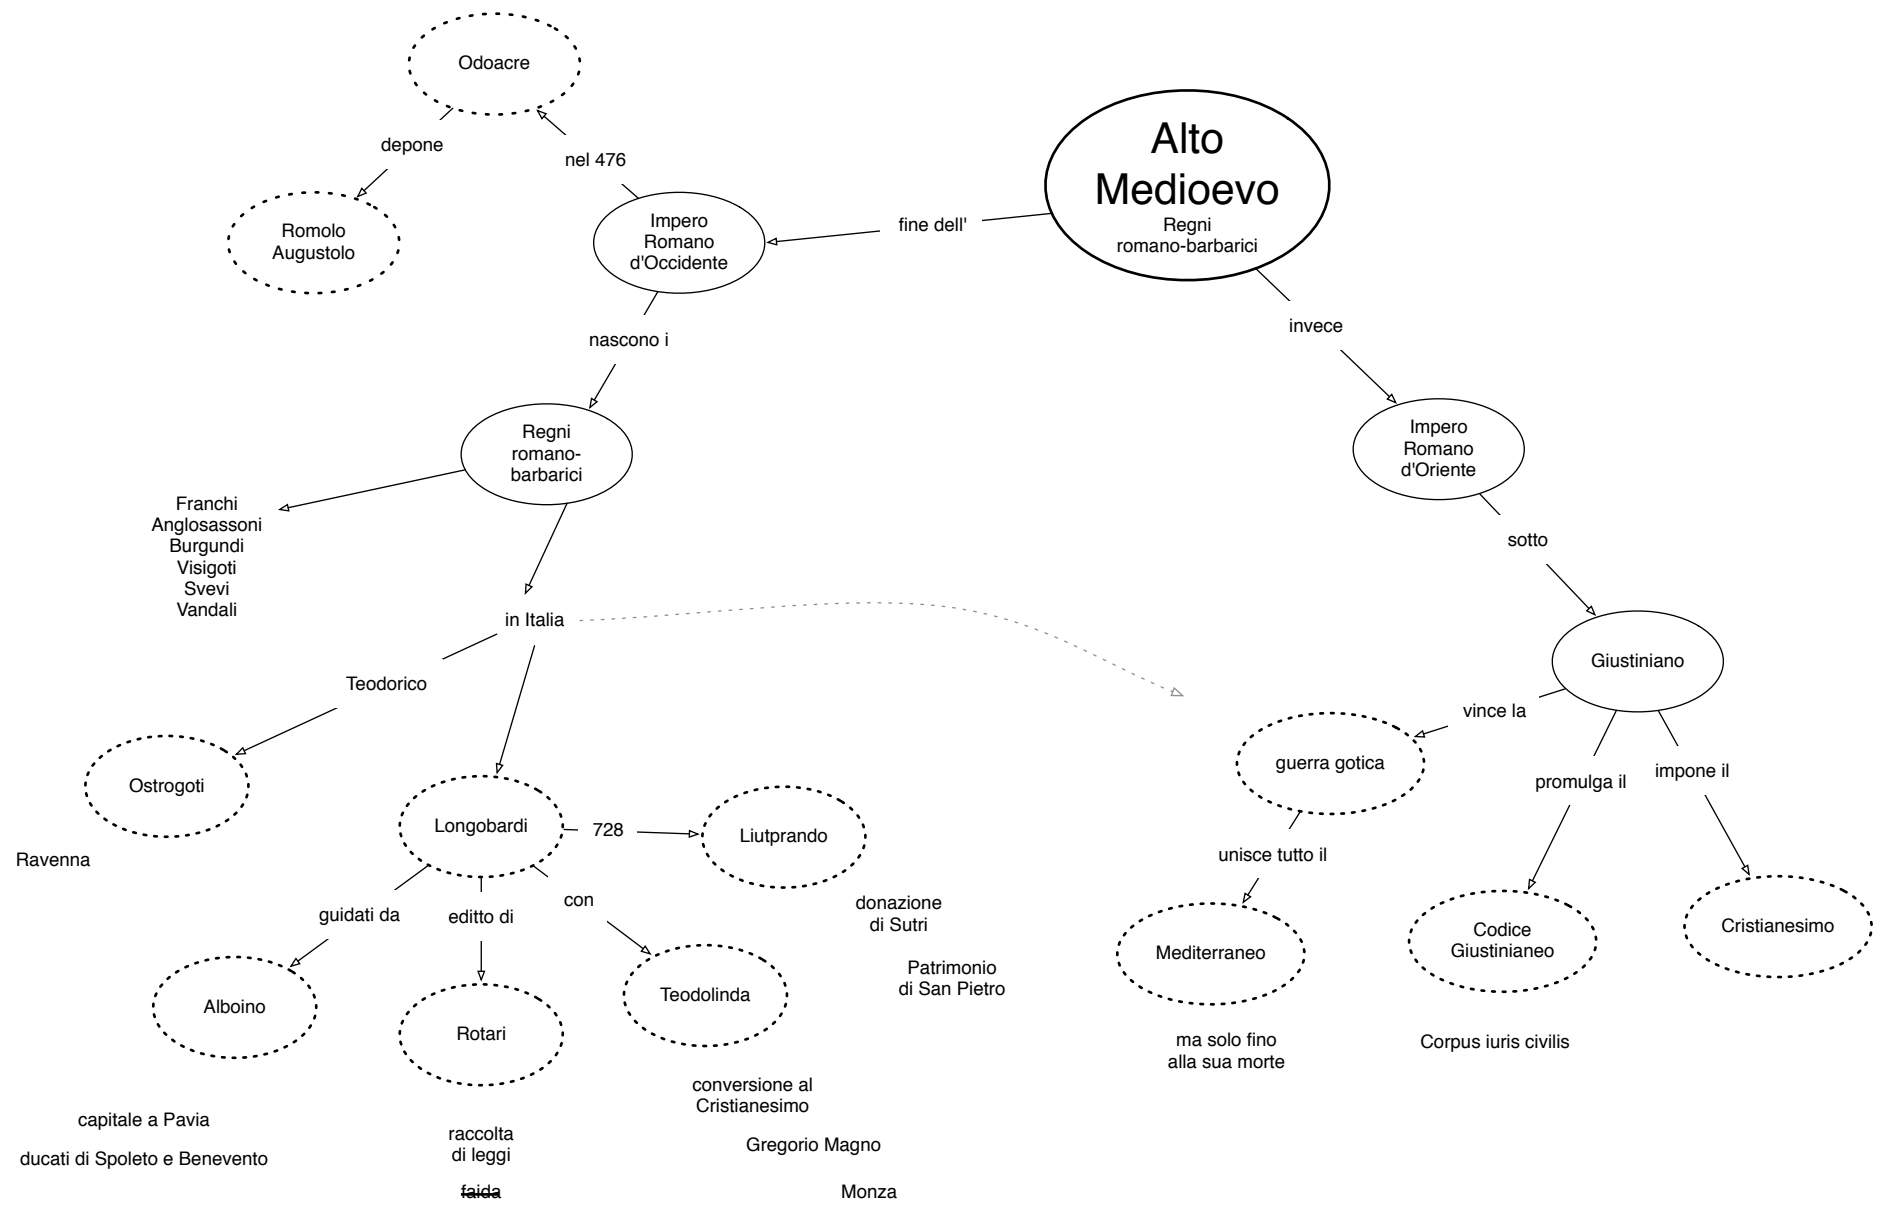 Odoacre
depone
nel 476
Romolo
Augustolo
Impero
Romano
d'Occidente
fine dell'
Alto
Medioevo
Regni
romano-barbarici
nascono i
invece
Regni
romano-
barbarici
Impero
Romano
d'Oriente
Franchi
Anglosassoni
Burgundi
Visigoti
Svevi
Vandali
sotto
in Italia
Giustiniano
Teodorico
vince la
Ostrogoti
guerra gotica
promulga il
impone il
Ravenna
Longobardi
728
Liutprando
unisce tutto il
guidati da
editto di
con
donazione
di Sutri
Mediterraneo
Codice
Giustinianeo
Cristianesimo
Patrimonio
di San Pietro
Alboino
Rotari
Teodolinda
ma solo fino
alla sua morte
Corpus iuris civilis
capitale a Pavia
ducati di Spoleto e Benevento
raccolta
di leggi
faida
conversione al
Cristianesimo
Gregorio Magno
Monza